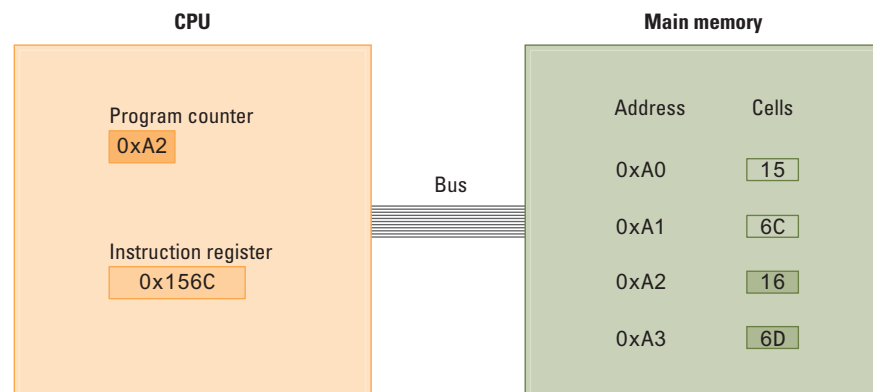 CPU
Main memory
Program counter
0xA2
Instruction register
0x156C
Bus
Address Cells
0xA0 15
0xA1 6C
0xA2 16
0xA3 6D